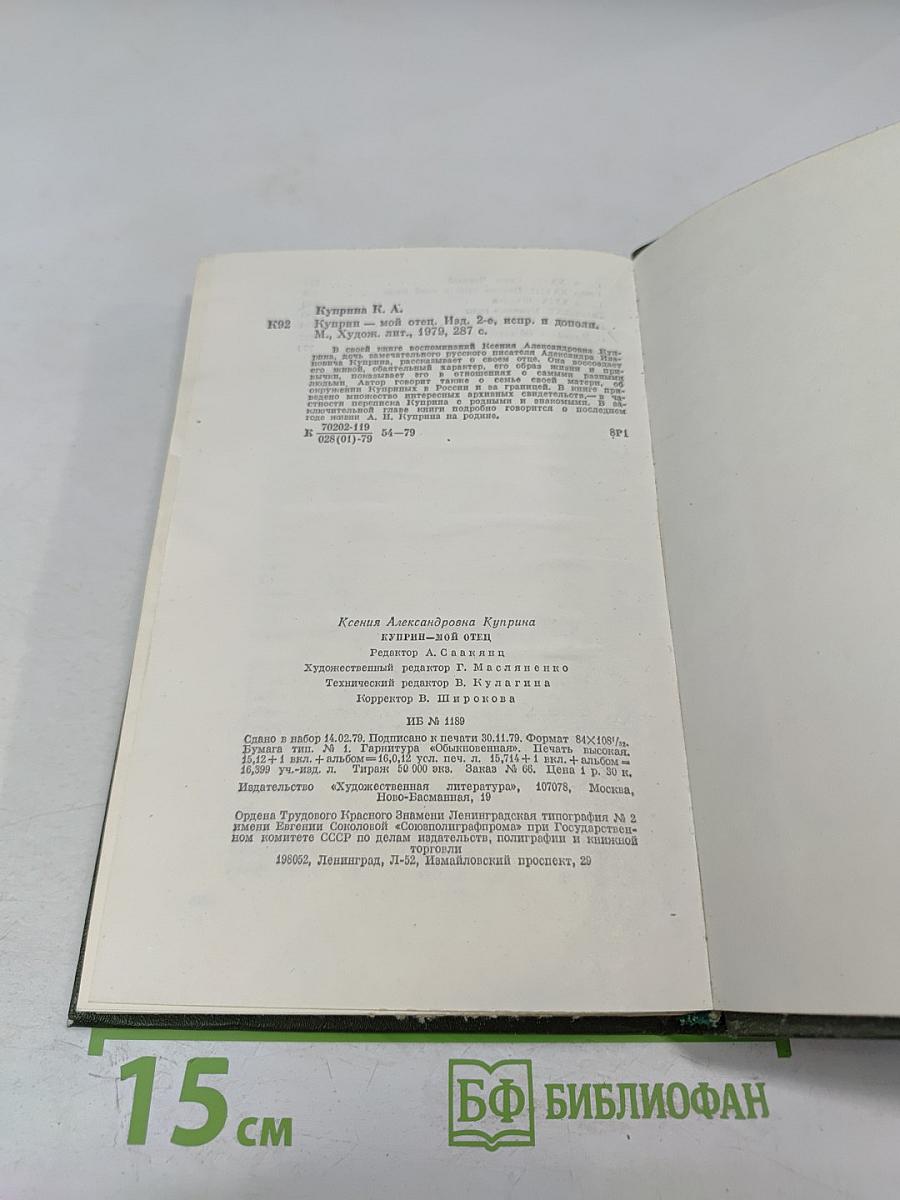 Куприна К. А.
К92 Куприн — мой отец. Изд. 2-е, испр. и дополн.
М., Худож. лит., 1979, 287 с.
В своей книге воспоминаний Ксения Александровна Куп-
рина, дочь замечательного русского писателя Александра Ива-
новича Куприна, рассказывает о своем отце. Она воссоздает
его живой, обаятельный характер, его образ жизни и при-
вычки, показывает его в отношениях с самыми разными
людьми. Автор говорит также о семье своей матери, об
окружении Куприных в России и за границей. В книге при-
ведено множество интересных архивных свидетельств,— в ча-
стности переписка Куприна с родными и знакомыми. В за-
ключительной главе книги подробно говорится о последнем
годе жизни А. И. Куприна на родине.
К 70202-119 54—79 8Р1
028(01)-79
Ксения Александровна Куприна
КУПРИН—МОЙ ОТЕЦ
Редактор А. Саакянц
Художественный редактор Г. Масляненко
Технический редактор В. Кулагина
Корректор В. Широкова
ИБ № 1189
Сдано в набор 14.02.79. Подписано к печати 30.11.79. Формат 84×108¹/₃₂.
Бумага тип. № 1. Гарнитура «Обыкновенная». Печать высокая.
15,12+1 вкл.+альбом=16,0,12 усл. печ. л. 15,714+1 вкл.+альбом=
16,399 уч.-изд. л. Тираж 50 000 экз. Заказ № 66. Цена 1 р. 30 к.
Издательство «Художественная литература», 107078, Москва,
Ново-Басманная, 19
Ордена Трудового Красного Знамени Ленинградская типография № 2
имени Евгении Соколовой «Союзполиграфпрома» при Государствен-
ном комитете СССР по делам издательств, полиграфии и книжной
торговли
198052, Ленинград, Л-52, Измайловский проспект, 29
15 см
БФ БИБЛИОФАН